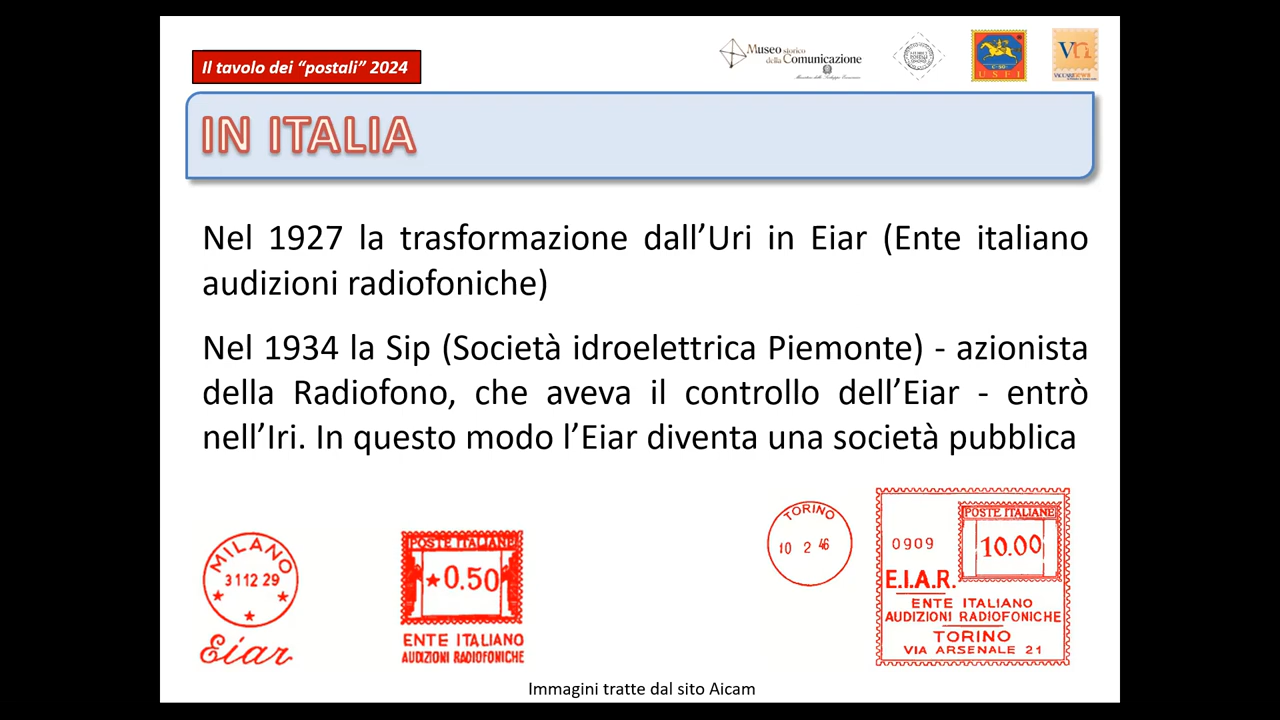 Il tavolo dei “postali” 2024
Museo storico
della Comunicazione
USFI
Vn
IN ITALIA
Nel 1927 la trasformazione dall’Uri in Eiar (Ente italiano
audizioni radiofoniche)
Nel 1934 la Sip (Società idroelettrica Piemonte) - azionista
della Radiofono, che aveva il controllo dell’Eiar - entrò
nell’Iri. In questo modo l’Eiar diventa una società pubblica
MILANO
31 12 29
Eiar
POSTE ITALIANE
0.50
ENTE ITALIANO
AUDIZIONI RADIOFONICHE
TORINO
10 2 46
POSTE ITALIANE
0909
10.00
E.I.A.R.
ENTE ITALIANO
AUDIZIONI RADIOFONICHE
TORINO
VIA ARSENALE 21
Immagini tratte dal sito Aicam